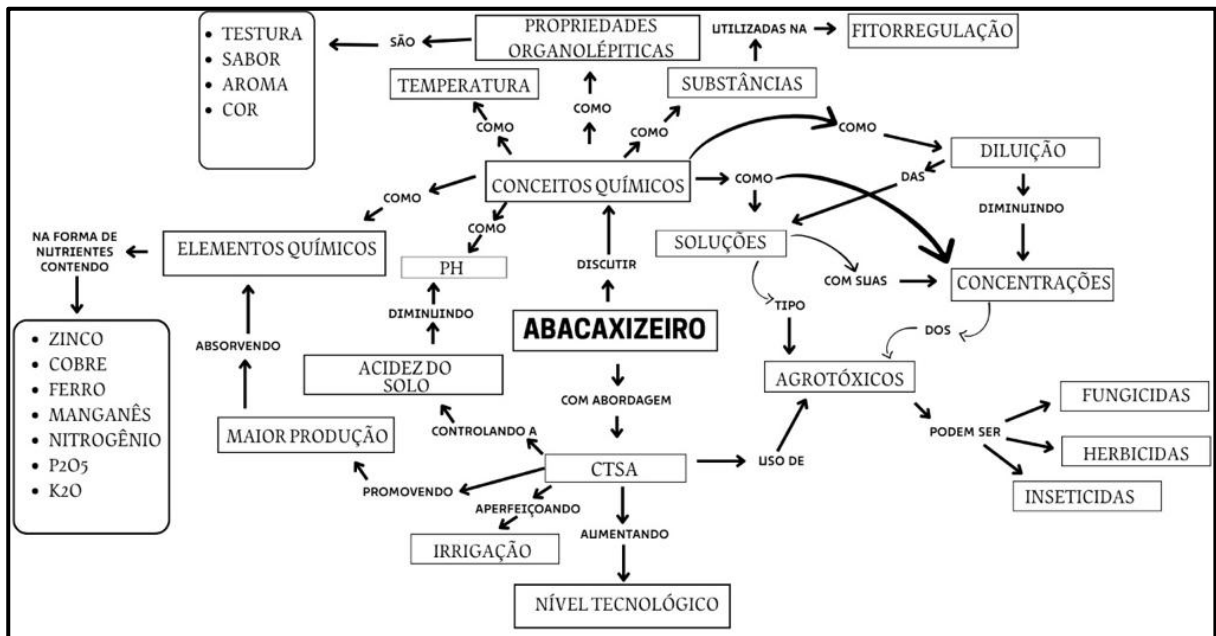 • TESTURA
• SABOR
• AROMA
• COR
SÃO
PROPRIEDADES
ORGANOLÉPITICAS
UTILIZADAS NA
FITORREGULAÇÃO
TEMPERATURA
SUBSTÂNCIAS
COMO
COMO
COMO
COMO
DILUIÇÃO
CONCEITOS QUÍMICOS
COMO
DAS
COMO
COMO
DIMINUINDO
NA FORMA DE
NUTRIENTES
CONTENDO
ELEMENTOS QUÍMICOS
PH
DISCUTIR
SOLUÇÕES
COM SUAS
CONCENTRAÇÕES
DIMINUINDO
TIPO
ABACAXIZEIRO
DOS
• ZINCO
• COBRE
• FERRO
• MANGANÊS
• NITROGÊNIO
• P2O5
• K2O
ABSORVENDO
ACIDEZ DO
SOLO
COM ABORDAGEM
AGROTÓXICOS
FUNGICIDAS
MAIOR PRODUÇÃO
CONTROLANDO A
PODEM SER
HERBICIDAS
CTSA
USO DE
PROMOVENDO
INSETICIDAS
APERFEIÇOANDO
IRRIGAÇÃO
AUMENTANDO
NÍVEL TECNOLÓGICO